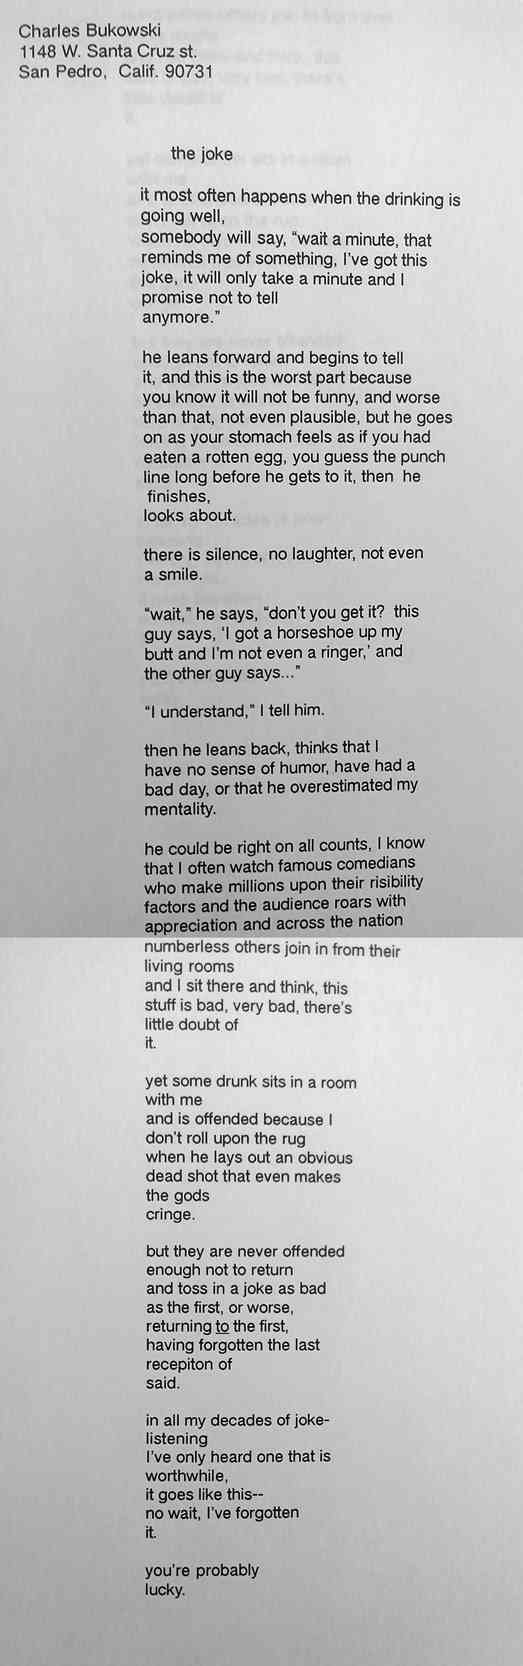 Charles Bukowski
1148 W. Santa Cruz st.
San Pedro, Calif. 90731
the joke
it most often happens when the drinking is
going well,
somebody will say, “wait a minute, that
reminds me of something, I've got this
joke, it will only take a minute and I
promise not to tell
anymore.”
he leans forward and begins to tell
it, and this is the worst part because
you know it will not be funny, and worse
than that, not even plausible, but he goes
on as your stomach feels as if you had
eaten a rotten egg, you guess the punch
line long before he gets to it, then he
finishes,
looks about.
there is silence, no laughter, not even
a smile.
“wait,” he says, “don't you get it? this
guy says, ‘I got a horseshoe up my
butt and I'm not even a ringer,’ and
the other guy says...”
“I understand,” I tell him.
then he leans back, thinks that I
have no sense of humor, have had a
bad day, or that he overestimated my
mentality.
he could be right on all counts, I know
that I often watch famous comedians
who make millions upon their risibility
factors and the audience roars with
appreciation and across the nation
numberless others join in from their
living rooms
and I sit there and think, this
stuff is bad, very bad, there's
little doubt of
it.
yet some drunk sits in a room
with me
and is offended because I
don't roll upon the rug
when he lays out an obvious
dead shot that even makes
the gods
cringe.
but they are never offended
enough not to return
and toss in a joke as bad
as the first, or worse,
returning to the first,
having forgotten the last
recepiton of
said.
in all my decades of joke-
listening
I've only heard one that is
worthwhile,
it goes like this--
no wait, I've forgotten
it.
you're probably
lucky.